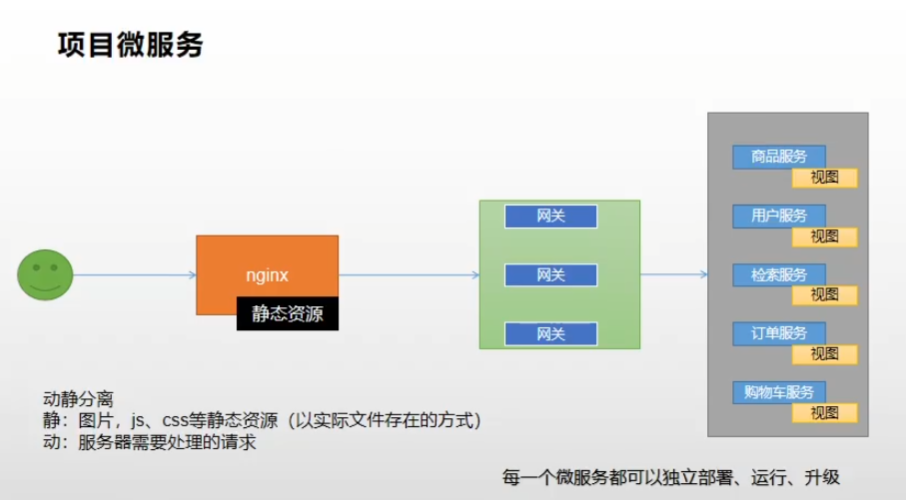 项目微服务
nginx
静态资源
网关
网关
网关
商品服务
视图
用户服务
视图
检索服务
视图
订单服务
视图
购物车服务
视图
动静分离
静：图片，js、css等静态资源（以实际文件存在的方式）
动：服务器需要处理的请求
每一个微服务都可以独立部署、运行、升级